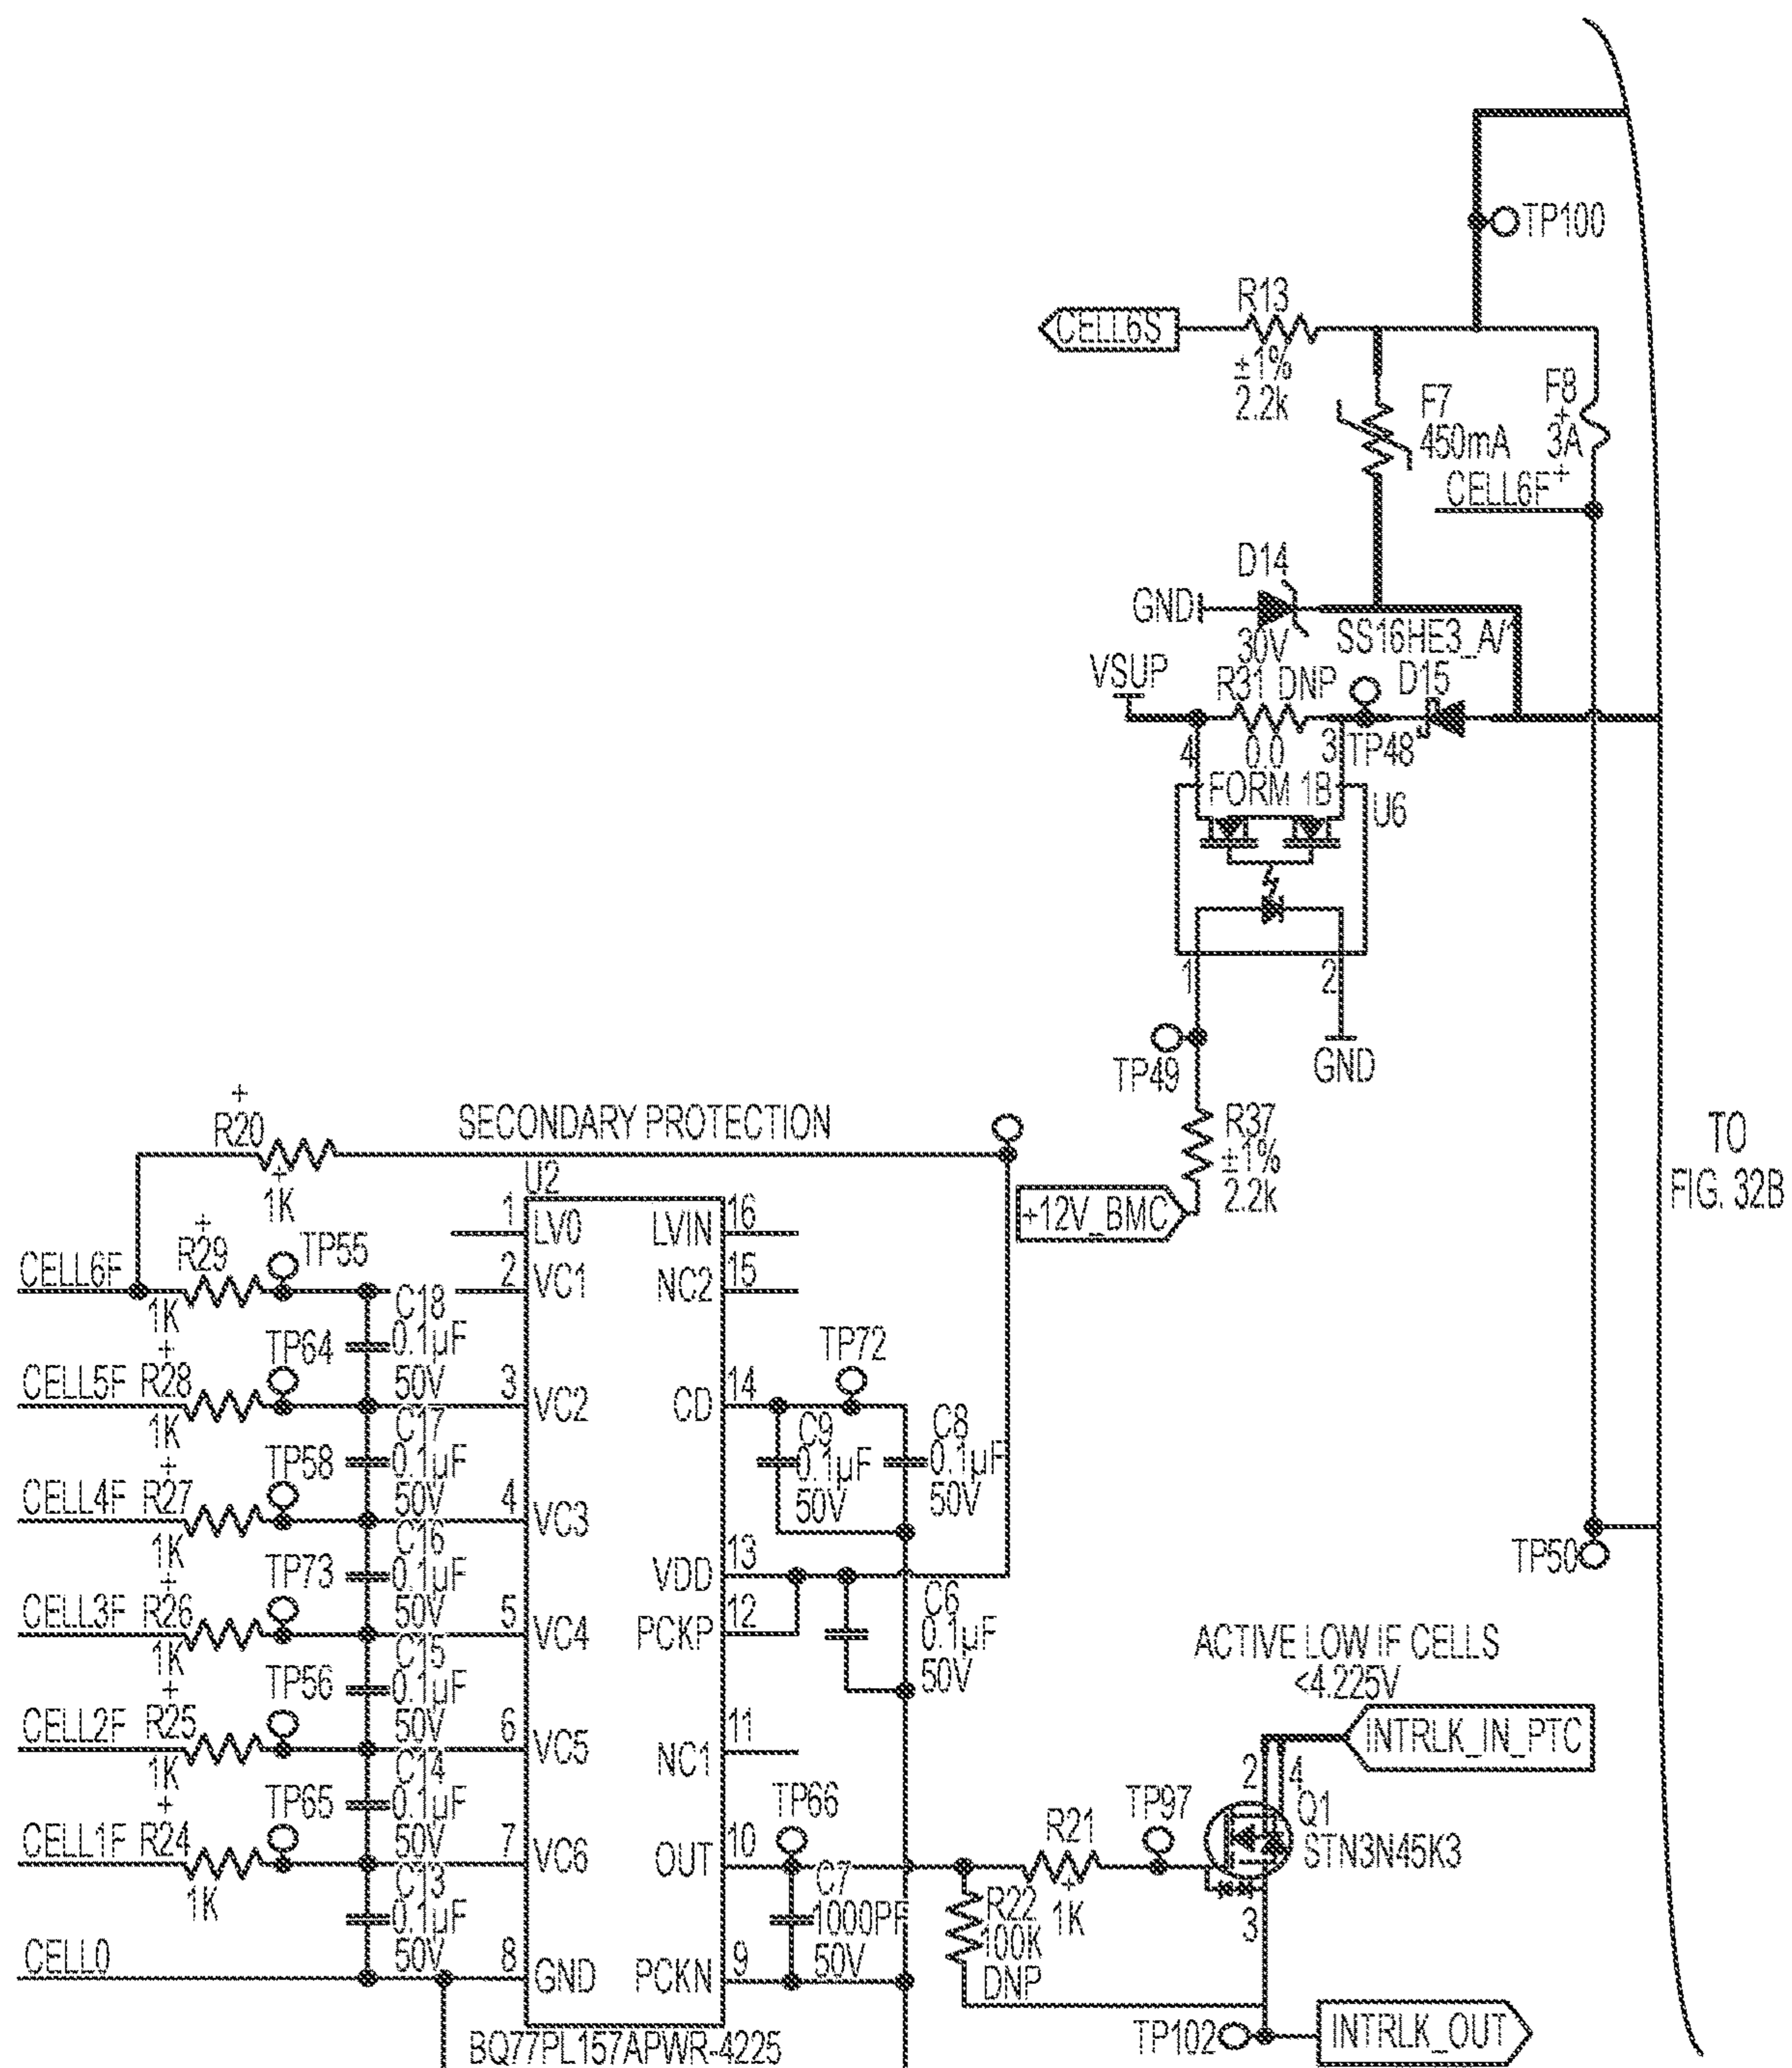 TP100
CELL6S
R13
±1%
2.2k
F7
450mA
F8
+
3A
+
CELL6F
D14
GND
30V
SS16HE3_A/1
VSUP
R31 DNP
D15
4
0.0
3
TP48
FORM 1B
U6
1
2
TP49
GND
R37
±1%
2.2k
+12V_BMC
TO
FIG. 32B
+
R20
+
1K
SECONDARY PROTECTION
U2
1
LV0
LVIN
16
CELL6F
+
R29
1K
TP55
2
VC1
NC2
15
C18
0.1µF
50V
CELL5F
+
R28
1K
TP64
3
VC2
CD
14
TP72
C17
0.1µF
50V
C9
0.1µF
50V
C8
0.1µF
50V
CELL4F
+
R27
1K
TP58
4
VC3
VDD
13
C16
0.1µF
50V
CELL3F
+
R26
1K
TP73
5
VC4
PCKP
12
C6
0.1µF
50V
TP50
C15
0.1µF
50V
CELL2F
+
R25
1K
TP56
6
VC5
NC1
11
ACTIVE LOW IF CELLS
<4.225V
INTRLK_IN_PTC
C14
0.1µF
50V
CELL1F
+
R24
1K
TP65
7
VC6
OUT
10
TP66
C7
1000PF
50V
R21
+
1K
TP97
2
4
Q1
STN3N45K3
3
R22
100K
DNP
C13
0.1µF
50V
CELL0
8
GND
PCKN
9
BQ77PL157APWR-4225
TP102
INTRLK_OUT